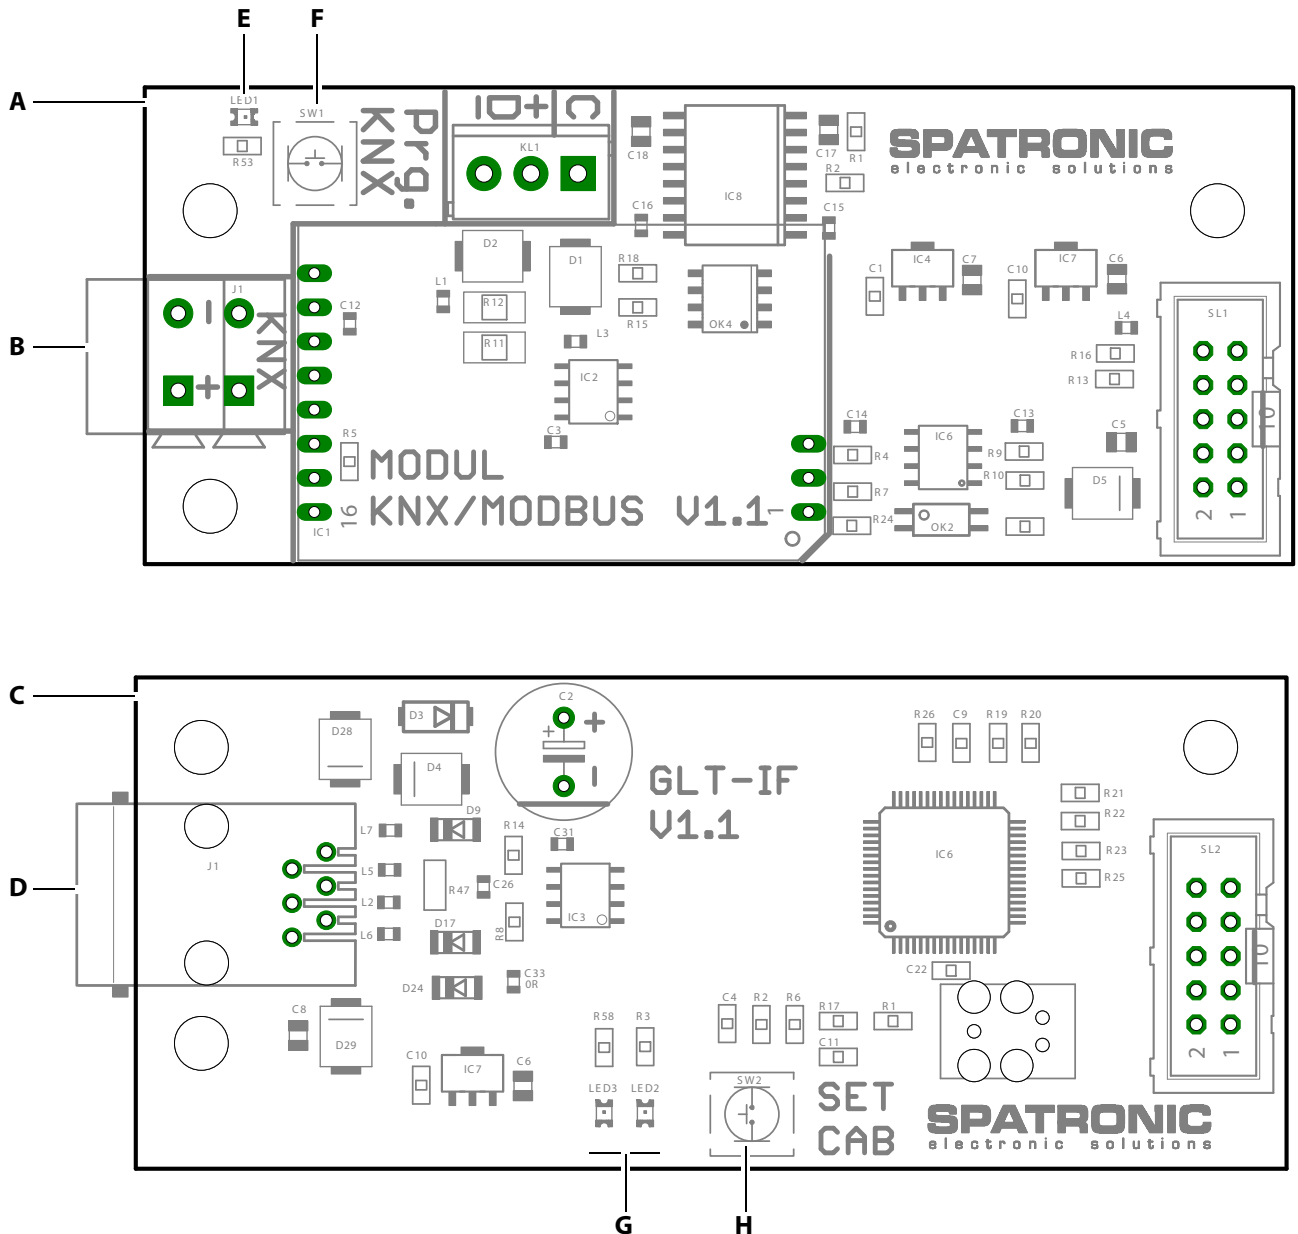 E F
A
LED1
SW1
R53
Prg.
KNX
C
+D-
KL1
C18
IC8
C17
R1
R2
SPATRONIC
electronic solutions
C16
C15
D2
D1
R18
IC4
C7
IC7
C6
C1
C10
B
J1
KNX
C12
L1
R12
R15
OK4
L4
SL1
R11
L3
R16
IC2
R13
10
C3
C14
IC6
C13
C5
R5
R4
R9
MODUL
R7
R10
D5
KNX/MODBUS V1.1
16
1
IC1
R24
OK2
2 1
C
D3
C2
D28
R26 C9 R19 R20
D4
GLT-IF
V1.1
R21
D9
R14
R22
L7
C31
R23
J1
IC6
SL2
D
L5
R47
C26
R25
L2
IC3
D17
R8
L6
10
C22
D24
C33
0R
C8
C4 R2 R6 R17 R1
R58 R3
D29
C11
2 1
C10
IC7
C6
LED3 LED2
SW2
SET
CAB
SPATRONIC
electronic solutions
G H